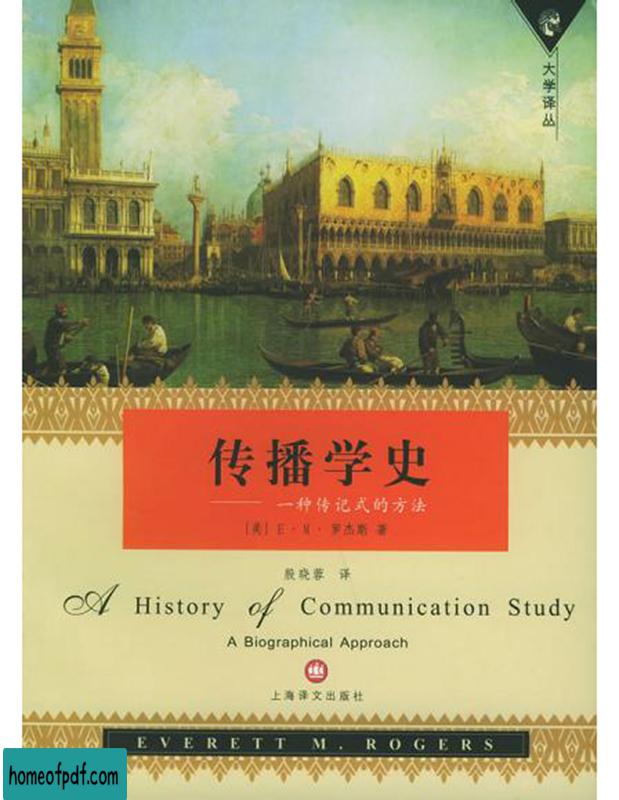 大学译丛
传播学史
——一种传记式的方法
[美] E·M·罗杰斯 著
殷晓蓉 译
A History of Communication Study
A Biographical Approach
上海译文出版社
EVERETT M. ROGERS
homeofpdf.com